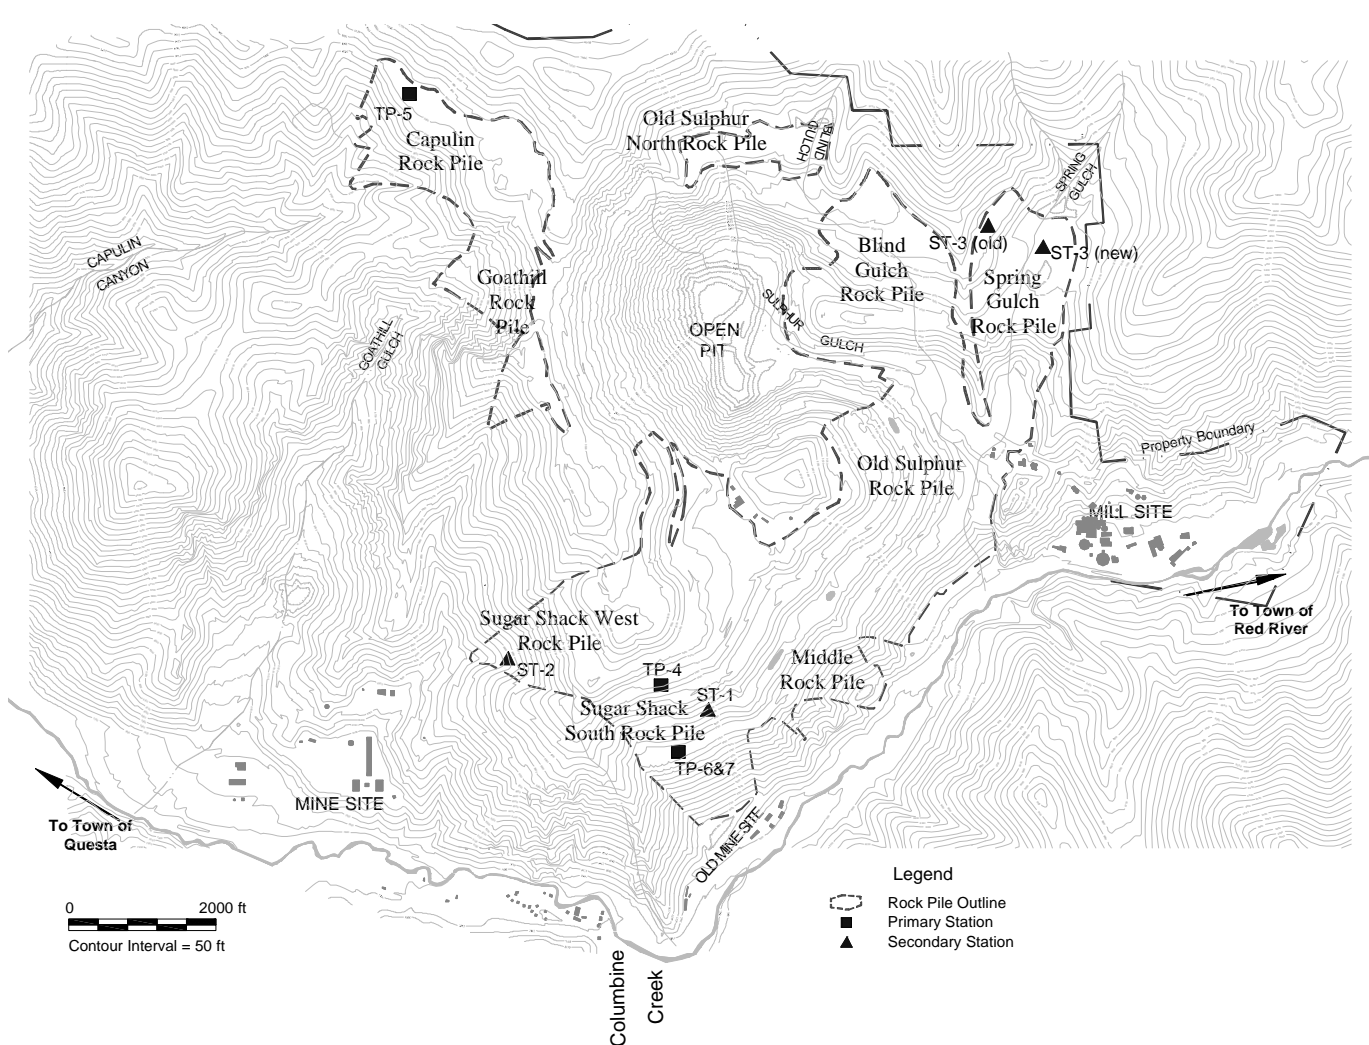 TP-5
Capulin
Rock Pile
Old Sulphur
North Rock Pile
BLIND
GULCH
SPRING
GULCH
CAPULIN
CANYON
Goathill
Rock
Pile
GOATHILL
GULCH
OPEN
PIT
SULPHUR
GULCH
Blind
Gulch
Rock Pile
ST-3 (old)
ST-3 (new)
Spring
Gulch
Rock Pile
Property Boundary
Old Sulphur
Rock Pile
MILL SITE
To Town of
Red River
Sugar Shack West
Rock Pile
ST-2
TP-4
ST-1
Sugar Shack
South Rock Pile
TP-6&7
Middle
Rock Pile
MINE SITE
OLD MINE SITE
To Town of
Questa
0 2000 ft
Contour Interval = 50 ft
Columbine
Creek
Legend
Rock Pile Outline
Primary Station
Secondary Station